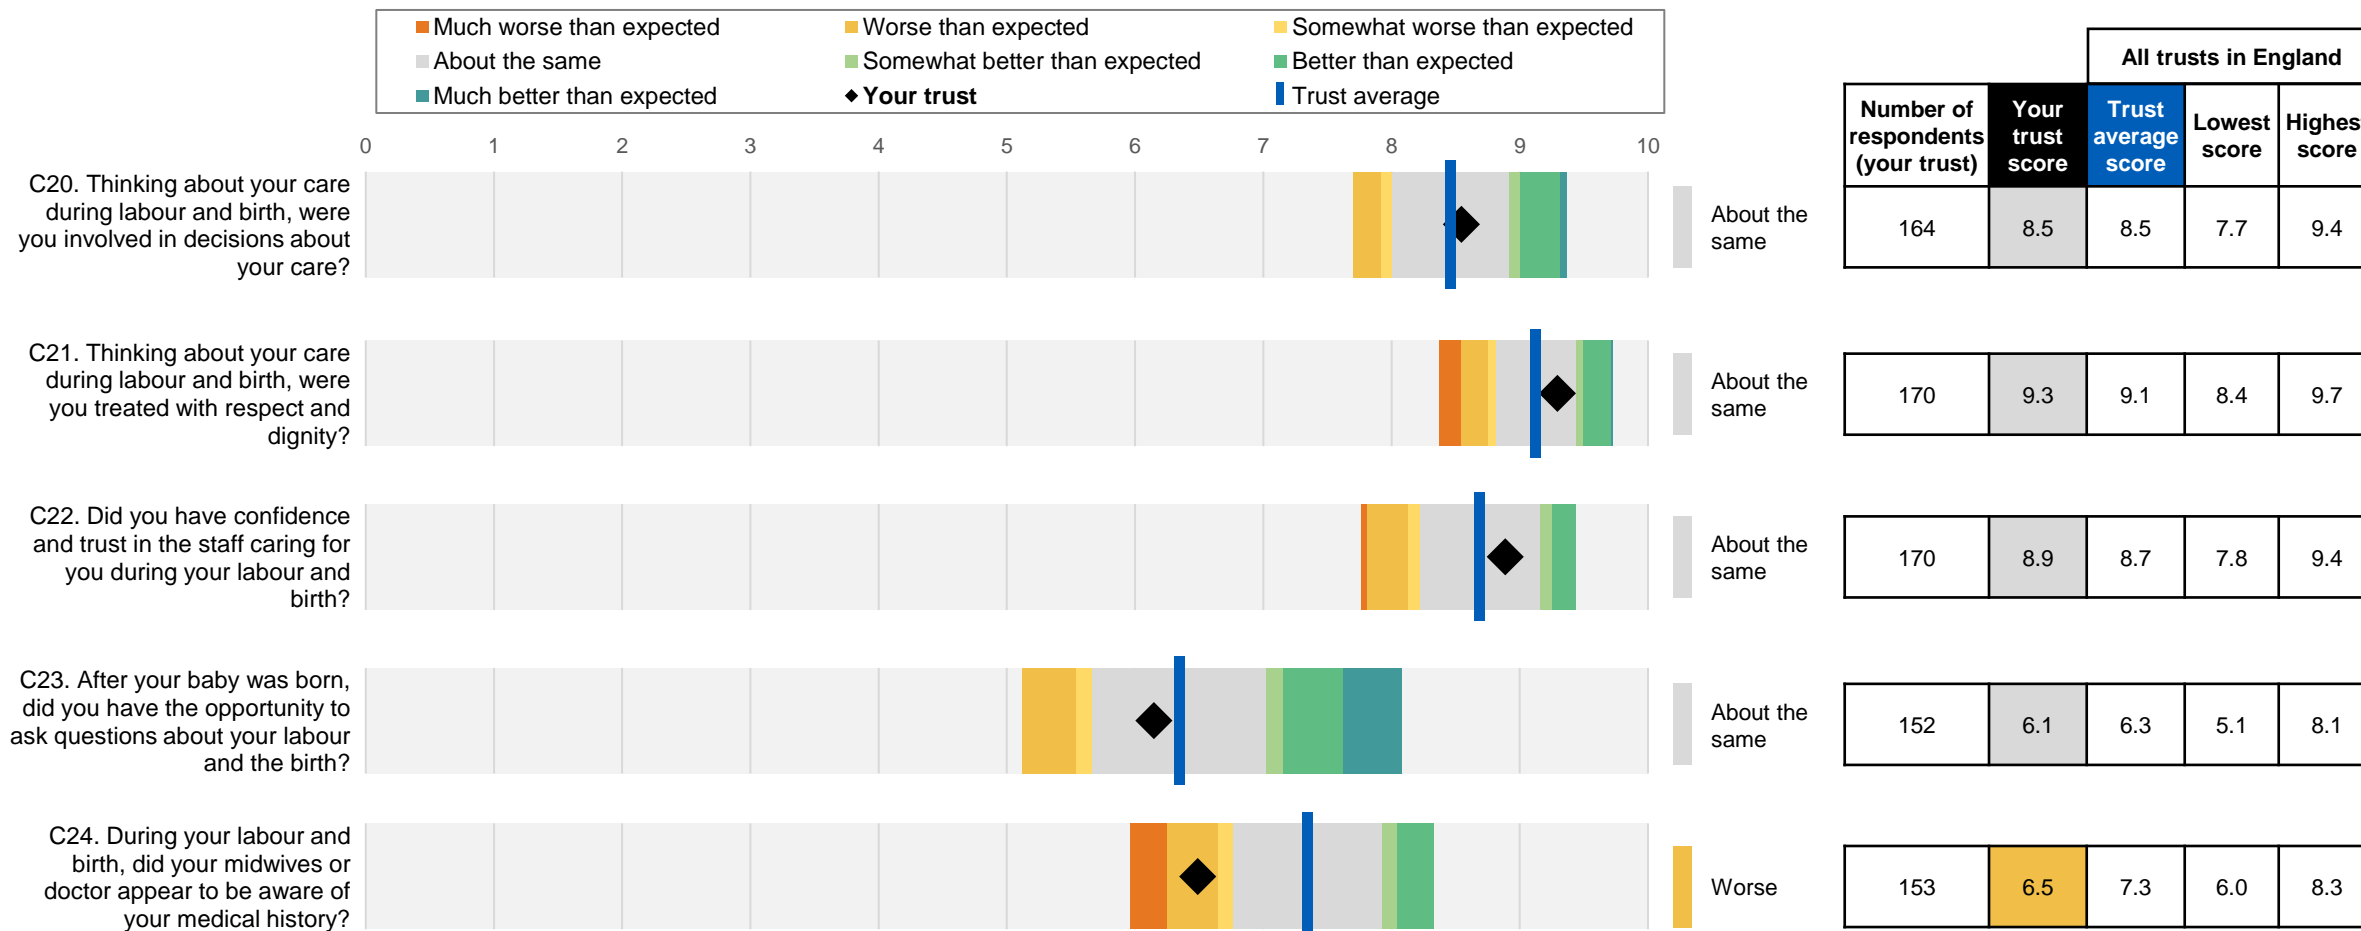 Much worse than expected
Worse than expected
Somewhat worse than expected
About the same
Somewhat better than expected
Better than expected
Much better than expected
Your trust
Trust average
All trusts in England
Number of respondents (your trust)
Your trust score
Trust average score
Lowest score
Highest score
0 1 2 3 4 5 6 7 8 9 10
C20. Thinking about your care
during labour and birth, were
you involved in decisions about
your care?
About the
same
164 8.5 8.5 7.7 9.4
C21. Thinking about your care
during labour and birth, were
you treated with respect and
dignity?
About the
same
170 9.3 9.1 8.4 9.7
C22. Did you have confidence
and trust in the staff caring for
you during your labour and
birth?
About the
same
170 8.9 8.7 7.8 9.4
C23. After your baby was born,
did you have the opportunity to
ask questions about your labour
and the birth?
About the
same
152 6.1 6.3 5.1 8.1
C24. During your labour and
birth, did your midwives or
doctor appear to be aware of
your medical history?
Worse
153 6.5 7.3 6.0 8.3